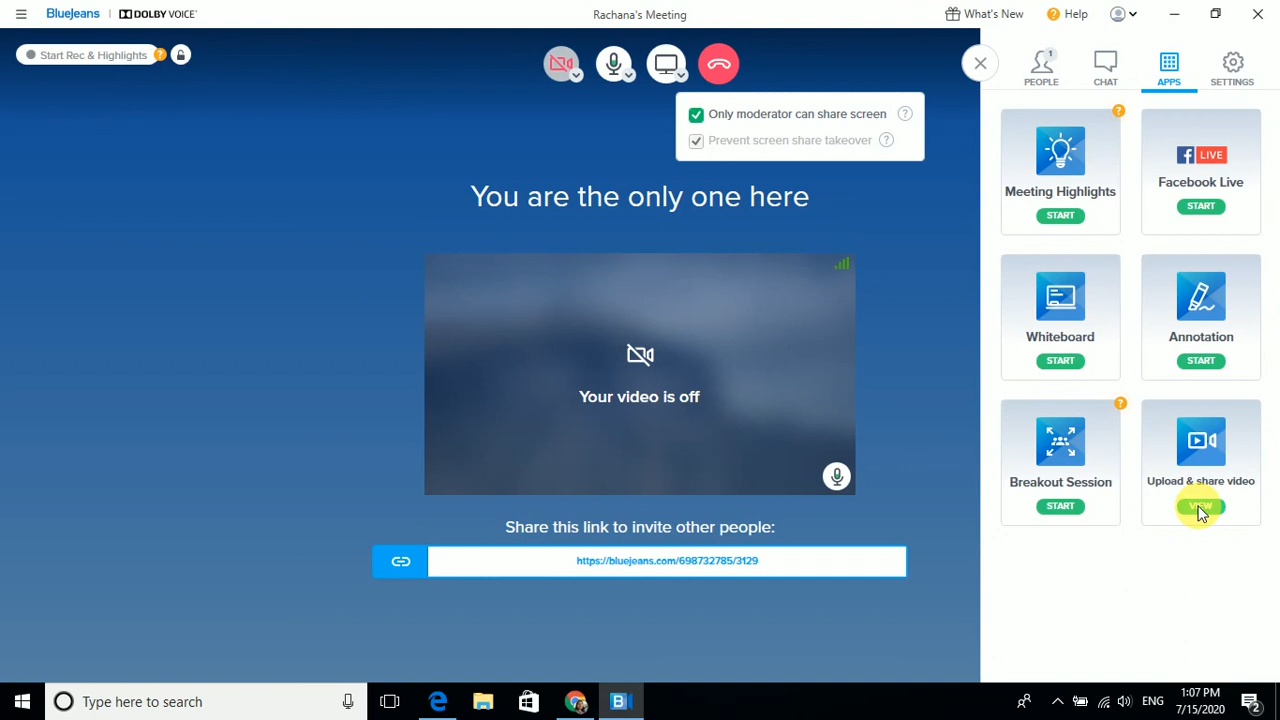 BlueJeans DOLBY VOICE®
Rachana's Meeting
What's New
? Help
Start Rec & Highlights ?
1
PEOPLE
CHAT
APPS
SETTINGS
Only moderator can share screen ?
Prevent screen share takeover ?
You are the only one here
Your video is off
Share this link to invite other people:
https://bluejeans.com/698732785/3129
?
Meeting Highlights
START
f LIVE
Facebook Live
START
Whiteboard
START
Annotation
START
?
Breakout Session
START
Upload & share video
VIEW
Type here to search
B
ENG
1:07 PM
7/15/2020
2